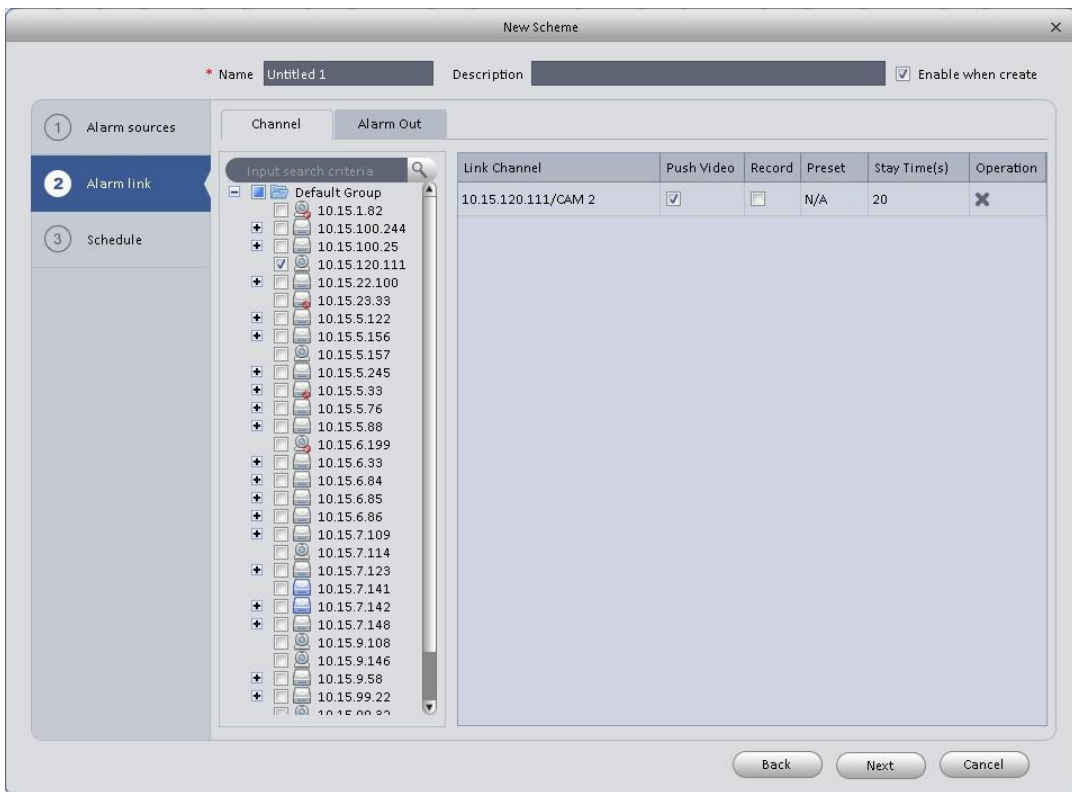 New Scheme
* Name Untitled 1 Description Enable when create
1 Alarm sources
2 Alarm link
3 Schedule
Channel Alarm Out
Input search criteria
Default Group
10.15.1.82
10.15.100.244
10.15.100.25
10.15.120.111
10.15.22.100
10.15.23.33
10.15.5.122
10.15.5.156
10.15.5.157
10.15.5.245
10.15.5.33
10.15.5.76
10.15.5.88
10.15.6.199
10.15.6.33
10.15.6.84
10.15.6.85
10.15.6.86
10.15.7.109
10.15.7.114
10.15.7.123
10.15.7.141
10.15.7.142
10.15.7.148
10.15.9.108
10.15.9.146
10.15.9.58
10.15.99.22
Link Channel Push Video Record Preset Stay Time(s) Operation
10.15.120.111/CAM 2 N/A 20
Back Next Cancel